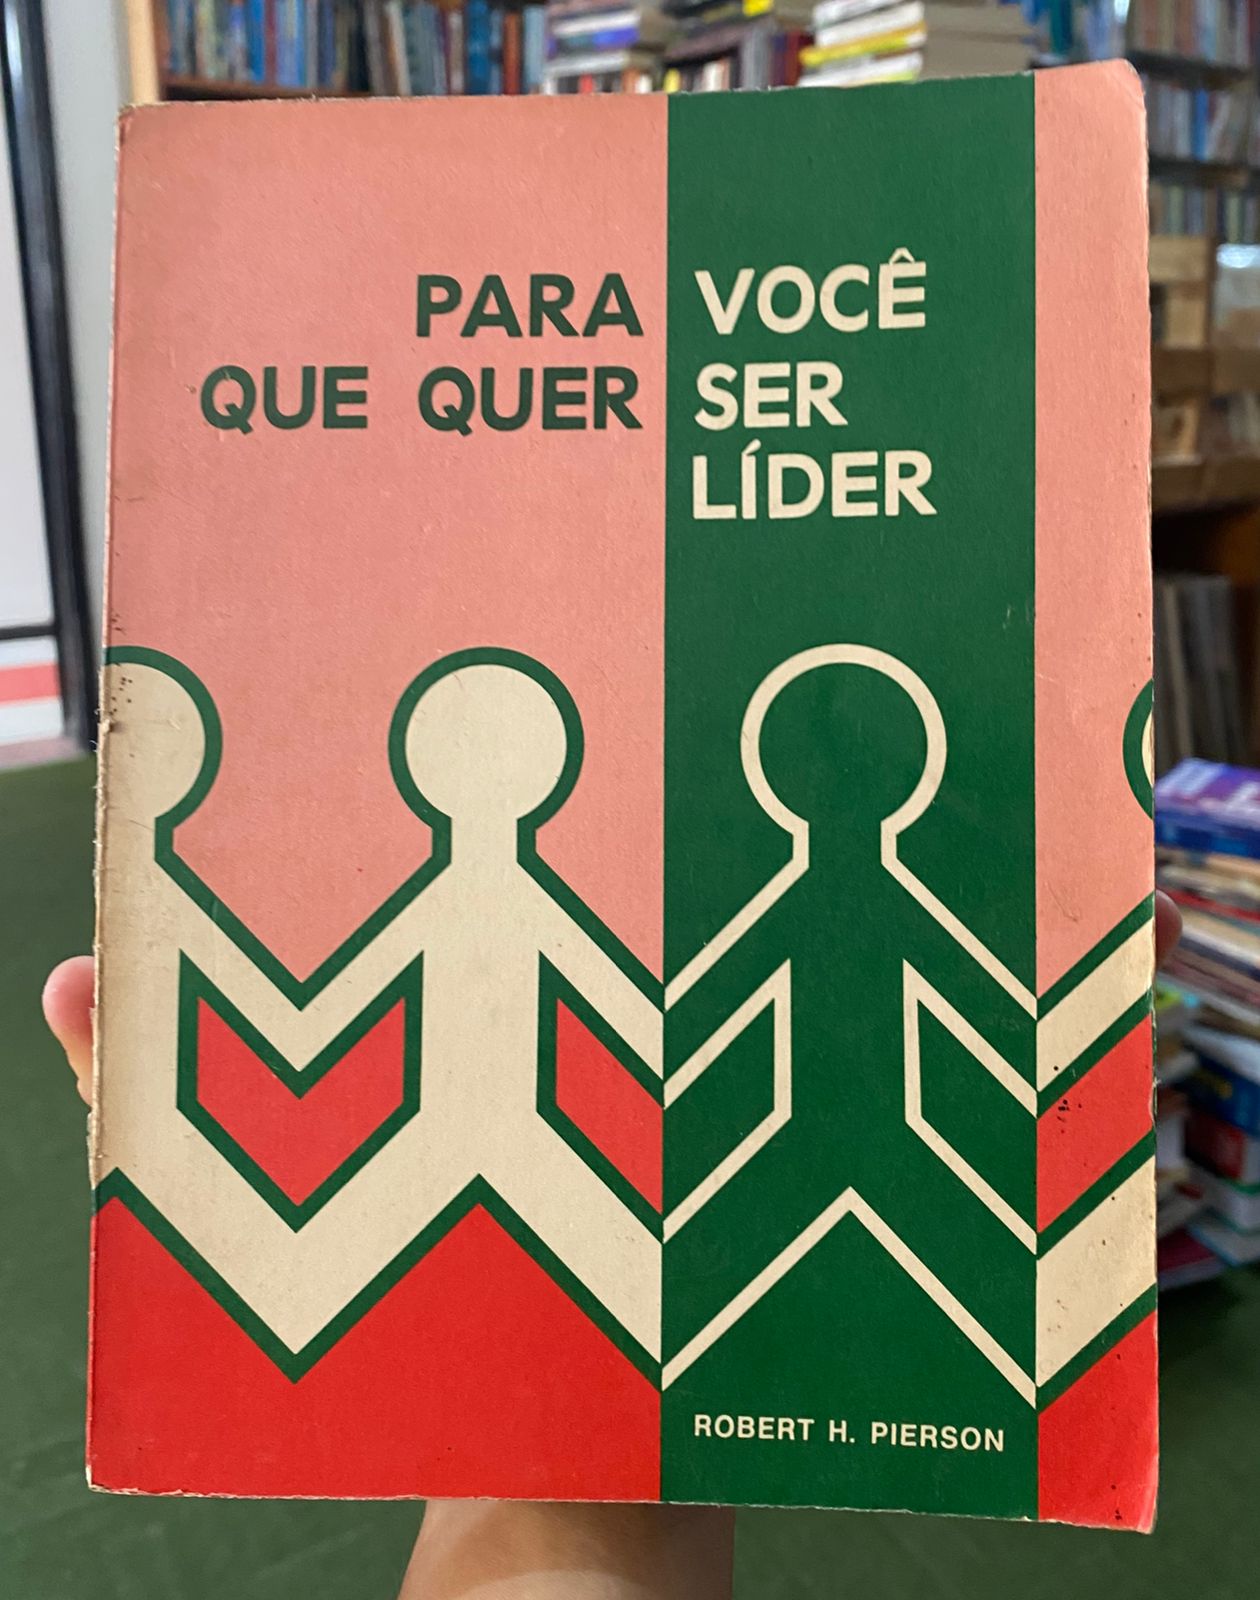 PARA VOCÊ
QUE QUER SER
LÍDER
ROBERT H. PIERSON